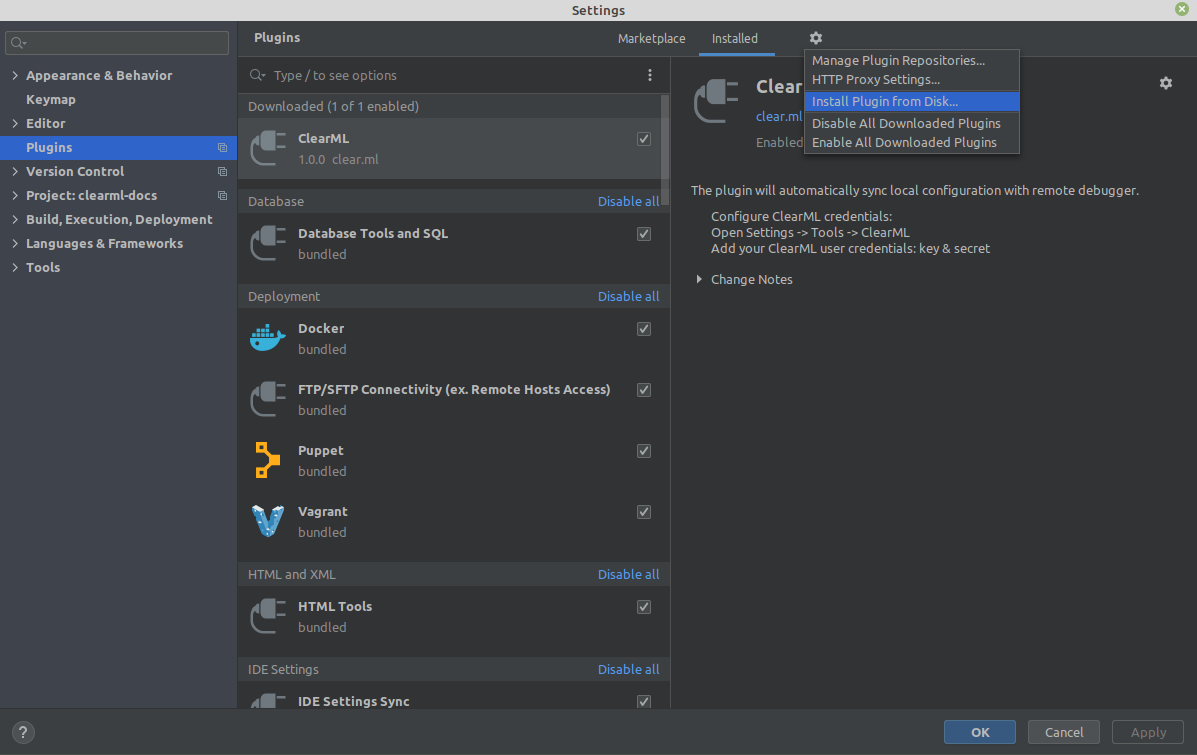 Settings
Appearance & Behavior
Keymap
Editor
Plugins
Version Control
Project: clearml-docs
Build, Execution, Deployment
Languages & Frameworks
Tools
Plugins
Marketplace
Installed
Type / to see options
Downloaded (1 of 1 enabled)
ClearML
1.0.0 clear.ml
Database
Disable all
Database Tools and SQL
bundled
Deployment
Disable all
Docker
bundled
FTP/SFTP Connectivity (ex. Remote Hosts Access)
bundled
Puppet
bundled
Vagrant
bundled
HTML and XML
Disable all
HTML Tools
bundled
IDE Settings
Disable all
IDE Settings Sync
Manage Plugin Repositories...
HTTP Proxy Settings...
Install Plugin from Disk...
Disable All Downloaded Plugins
Enable All Downloaded Plugins
Clear
clear.ml
Enabled
The plugin will automatically sync local configuration with remote debugger.
Configure ClearML credentials:
Open Settings -> Tools -> ClearML
Add your ClearML user credentials: key & secret
Change Notes
?
OK
Cancel
Apply